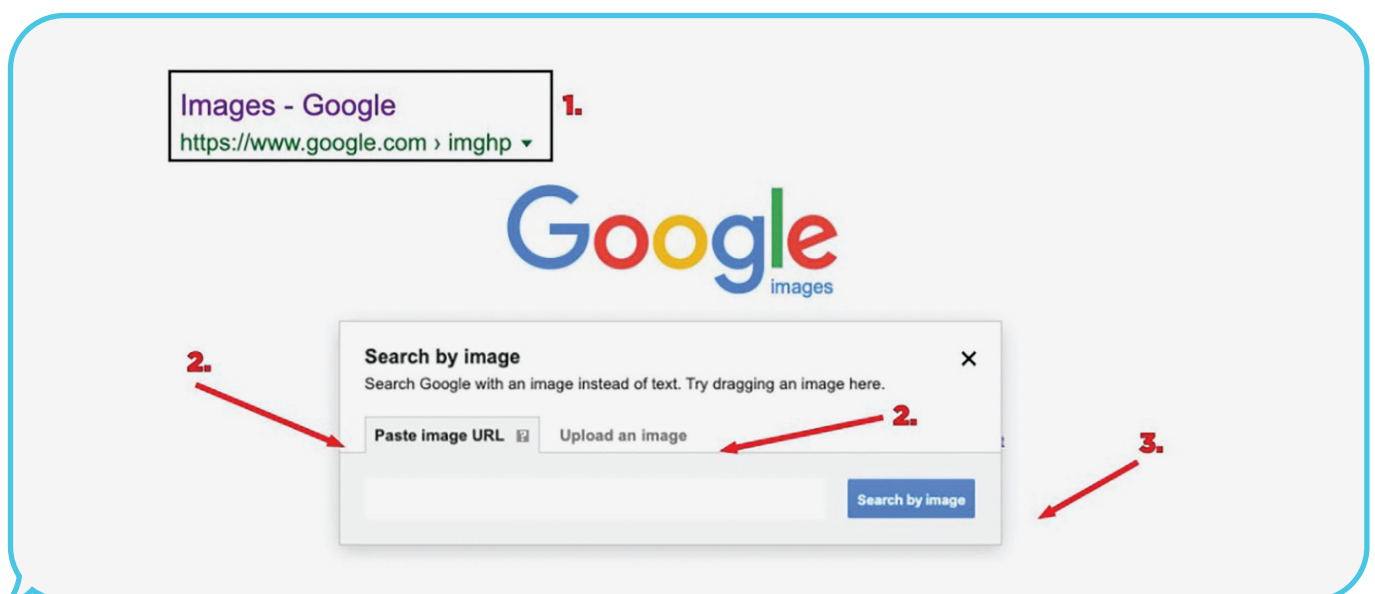 Images - Google
1.
https://www.google.com › imghp
Google
images
2.
Search by image
Search Google with an image instead of text. Try dragging an image here.
2.
Paste image URL
Upload an image
3.
Search by image